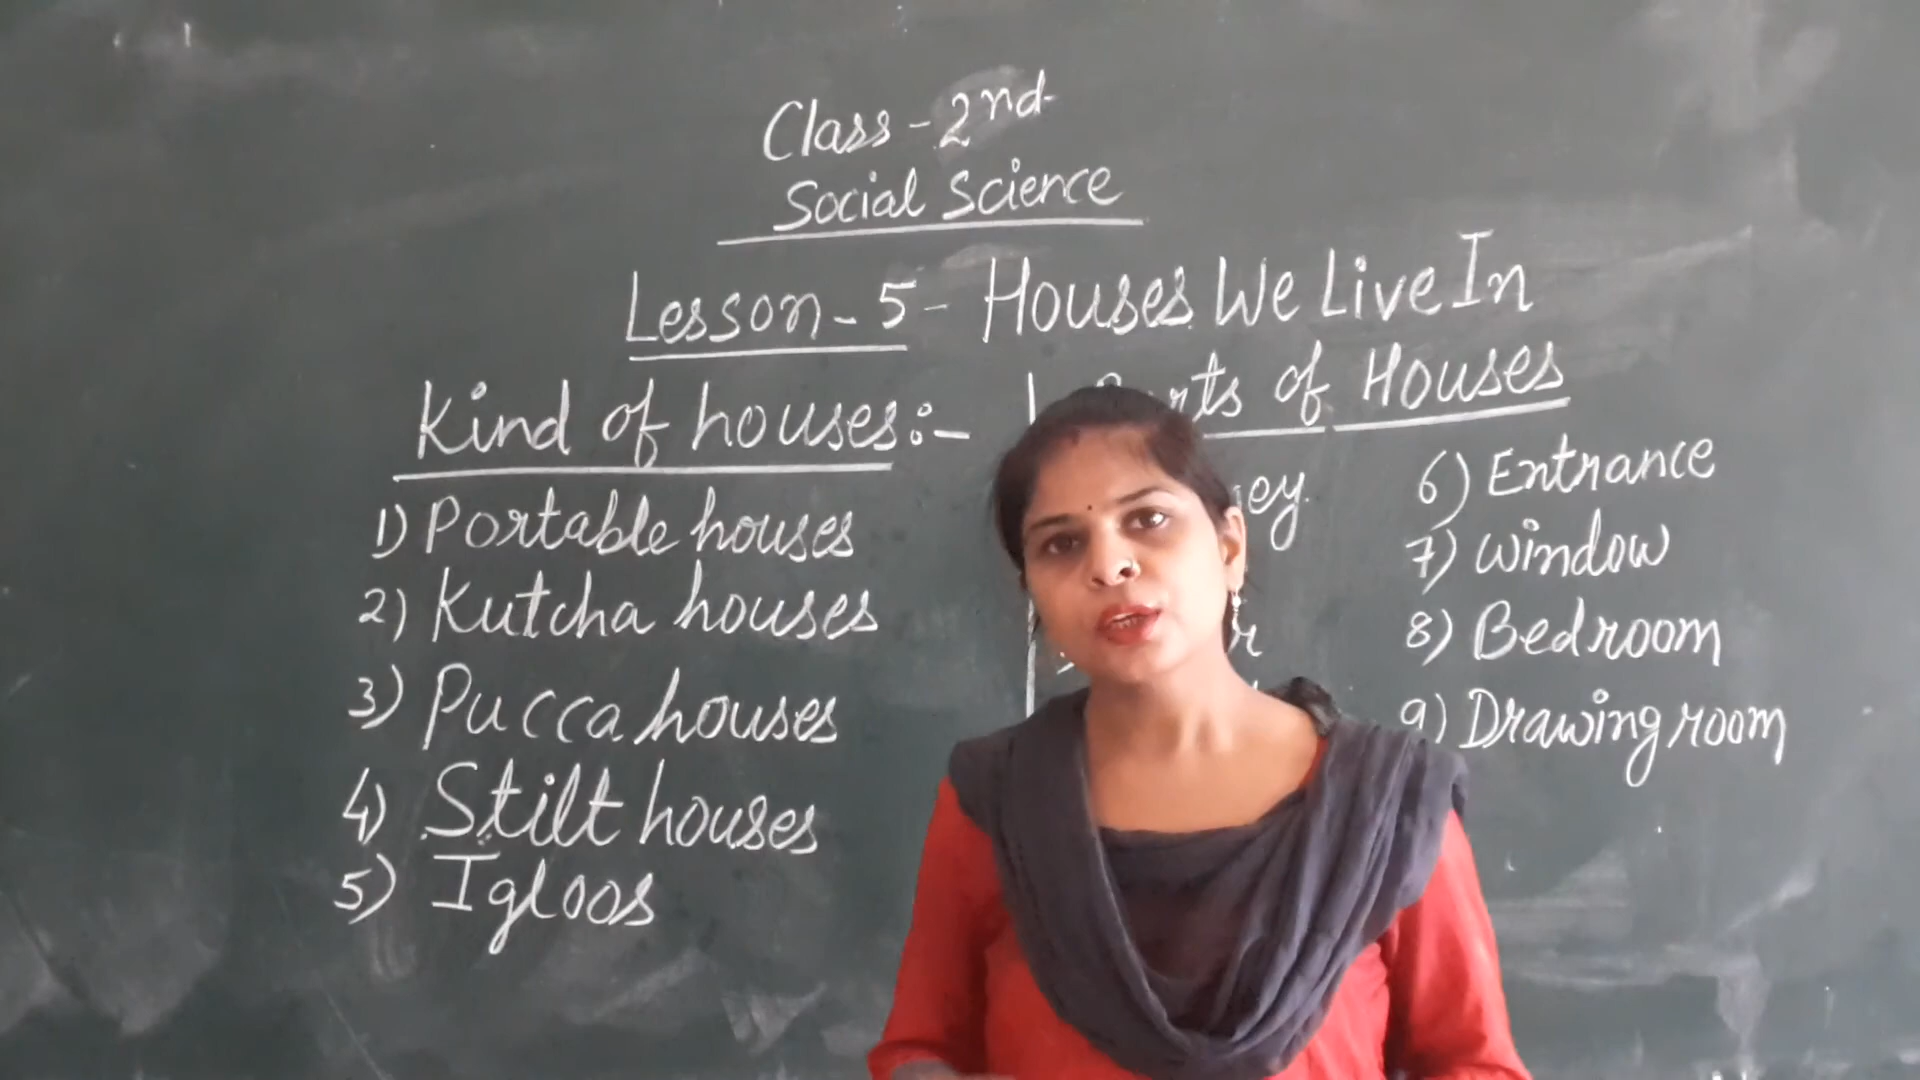 Class - 2nd
Social Science
Lesson - 5 - Houses We Live In
Kind of houses:-
1) Portable houses
2) Kutcha houses
3) Pucca houses
4) Stilt houses
5) Igloos
of Houses
6) Entrance
7) window
8) Bedroom
9) Drawing room